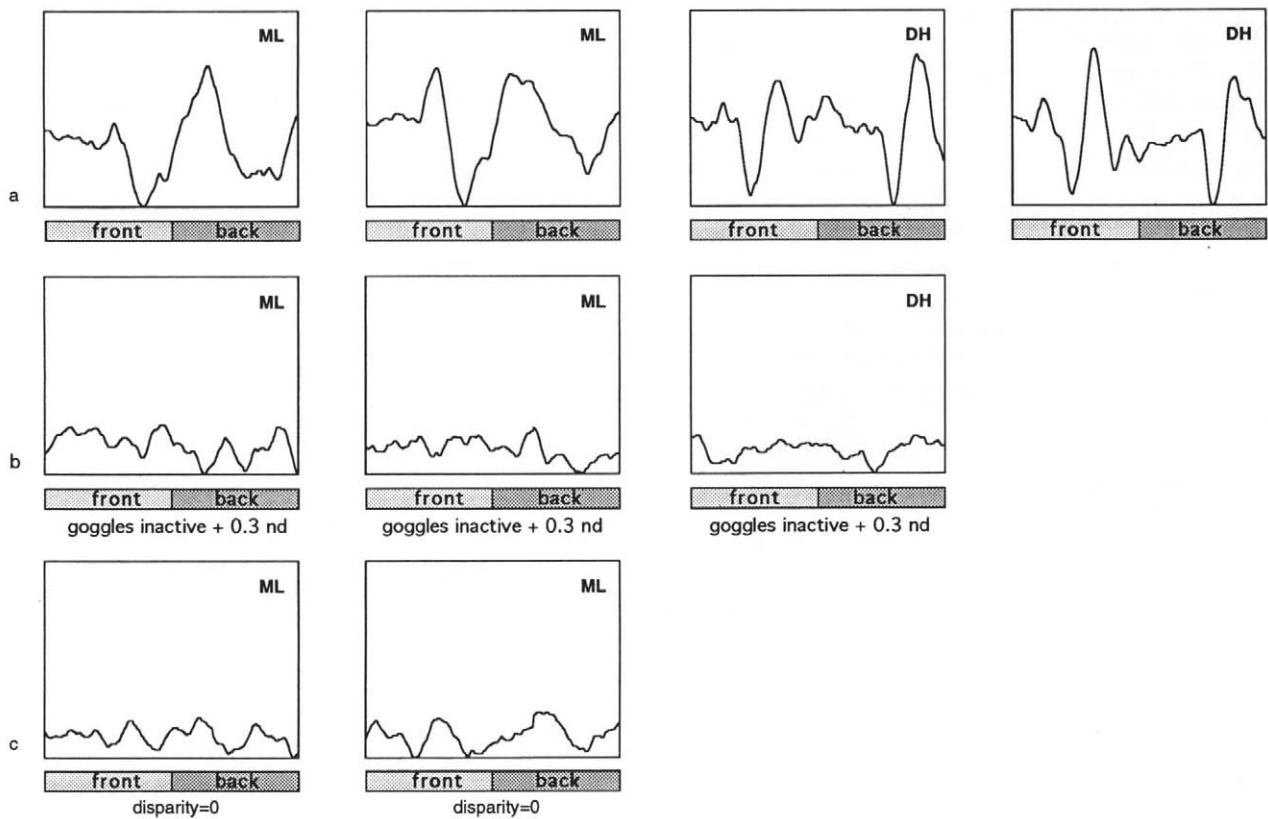 ML ML DH DH
a
front back front back front back front back
ML ML DH
b
front back front back front back
goggles inactive + 0.3 nd goggles inactive + 0.3 nd goggles inactive + 0.3 nd
ML ML
c
front back front back
disparity=0 disparity=0